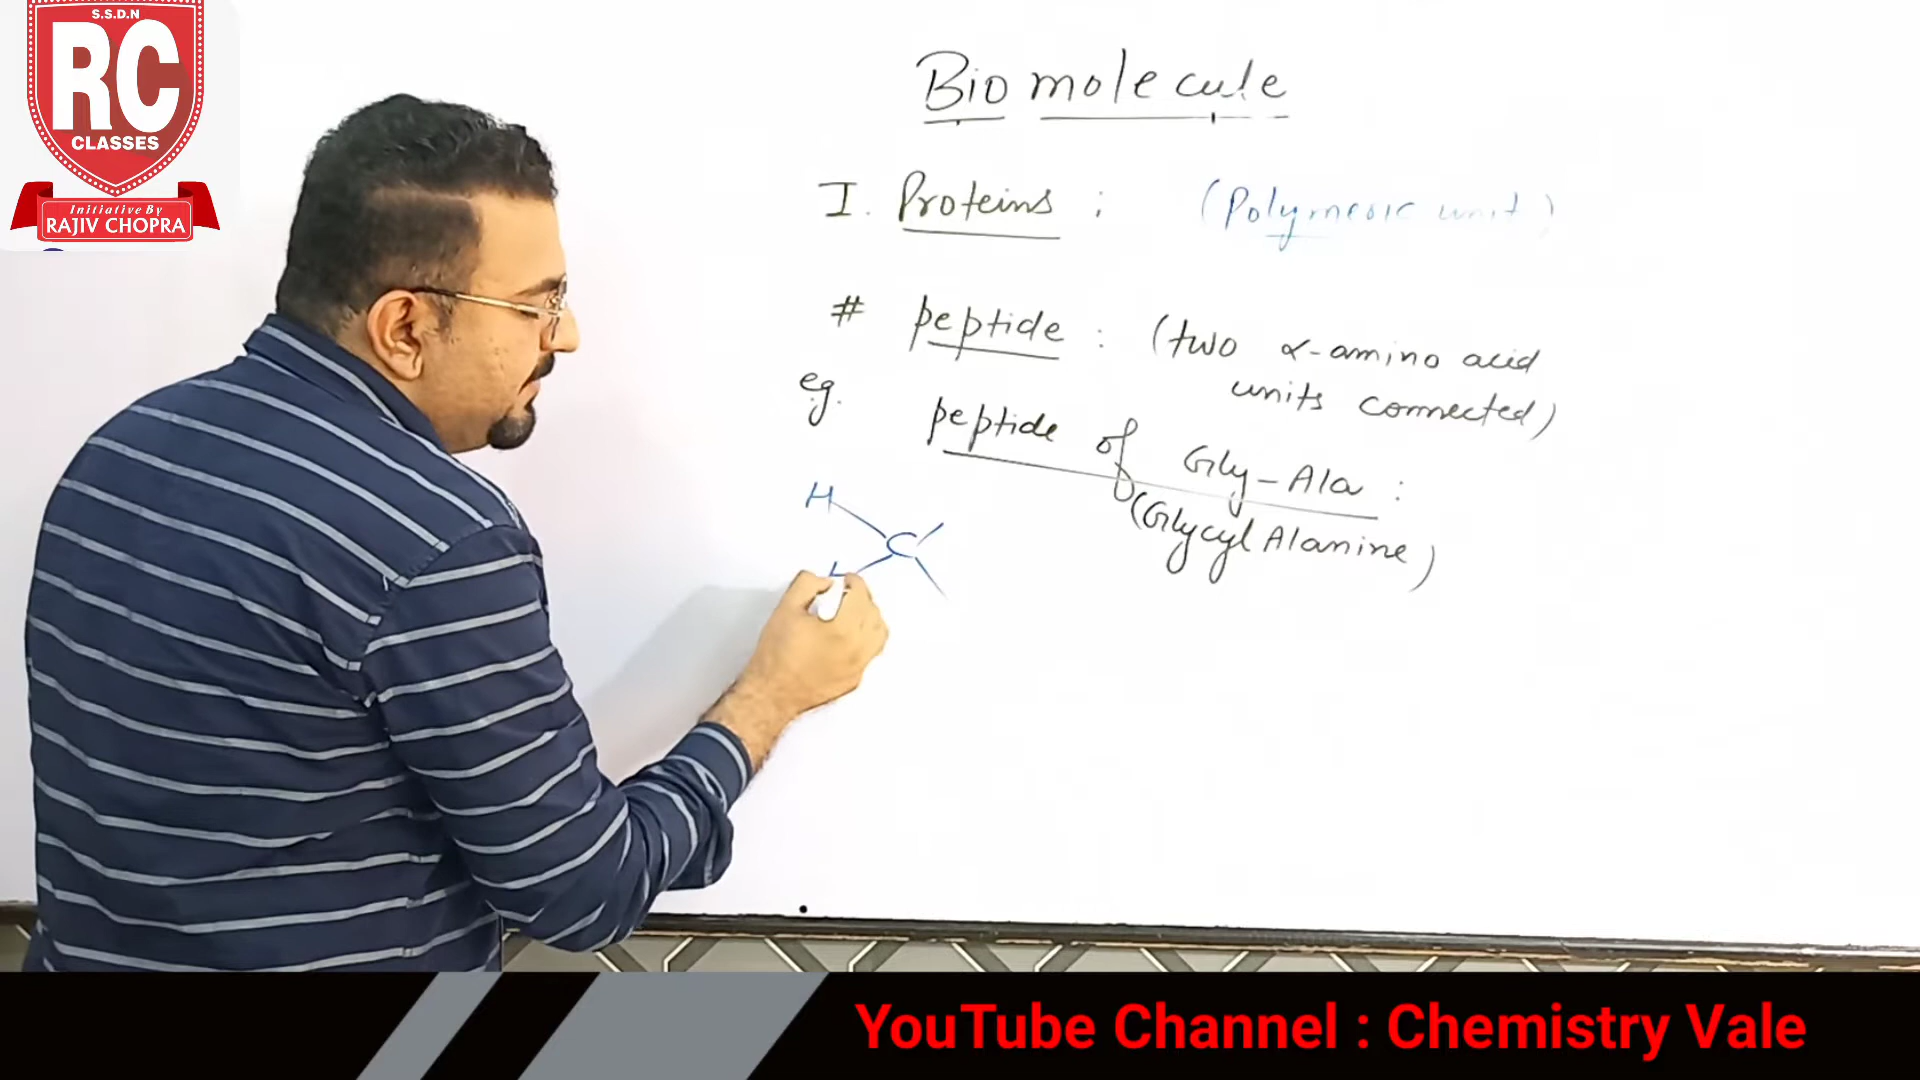 S.S.D.N
RC
CLASSES
Initiative By
RAJIV CHOPRA
Biomolecule
I. Proteins : (Polymeric unit)
# peptide : (two α-amino acid
units connected)
eg. peptide of Gly-Ala :
(Glycyl Alanine)
H
C
YouTube Channel : Chemistry Vale